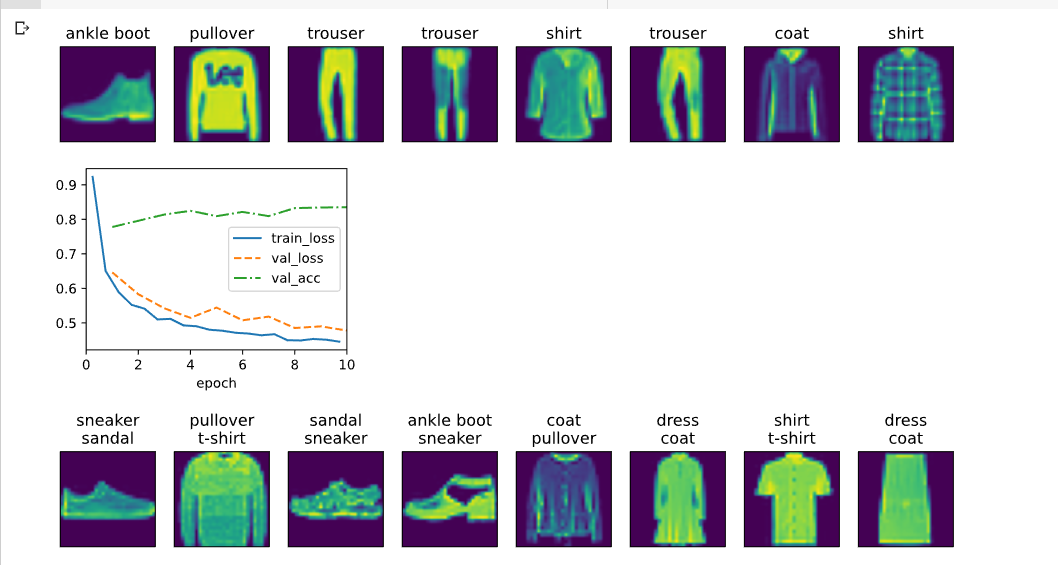 ankle boot pullover trouser trouser shirt trouser coat shirt
Lee
0.9
0.8
0.7
0.6
0.5
train_loss
val_loss
val_acc
0 2 4 6 8 10
epoch
sneaker pullover sandal ankle boot coat dress shirt dress
sandal t-shirt sneaker sneaker pullover coat t-shirt coat